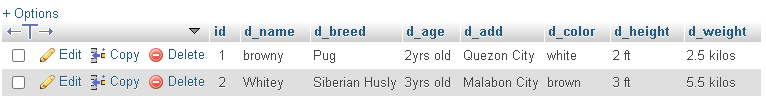 + Options
←T→ id d_name d_breed d_age d_add d_color d_height d_weight
Edit Copy Delete 1 browny Pug 2yrs old Quezon City white 2 ft 2.5 kilos
Edit Copy Delete 2 Whitey Siberian Husly 3yrs old Malabon City brown 3 ft 5.5 kilos